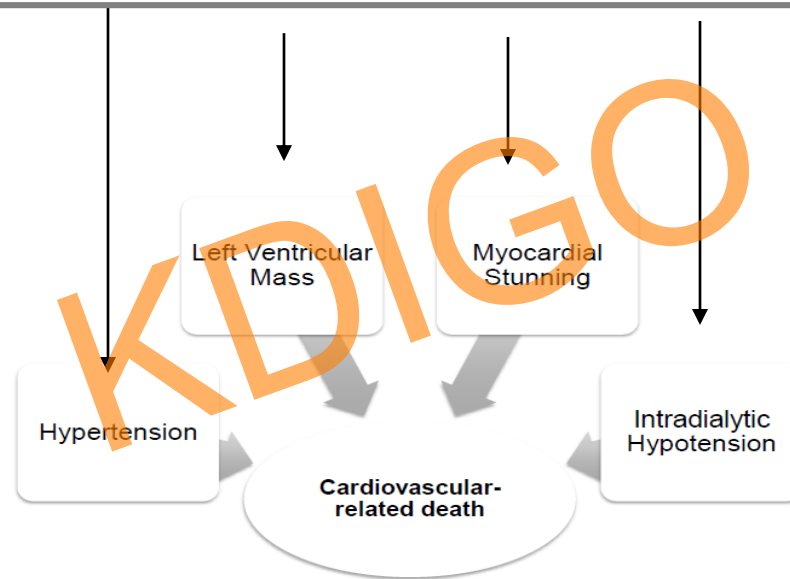 KDIGO
Left Ventricular
Mass
Myocardial
Stunning
Hypertension
Intradialytic
Hypotension
Cardiovascular-
related death